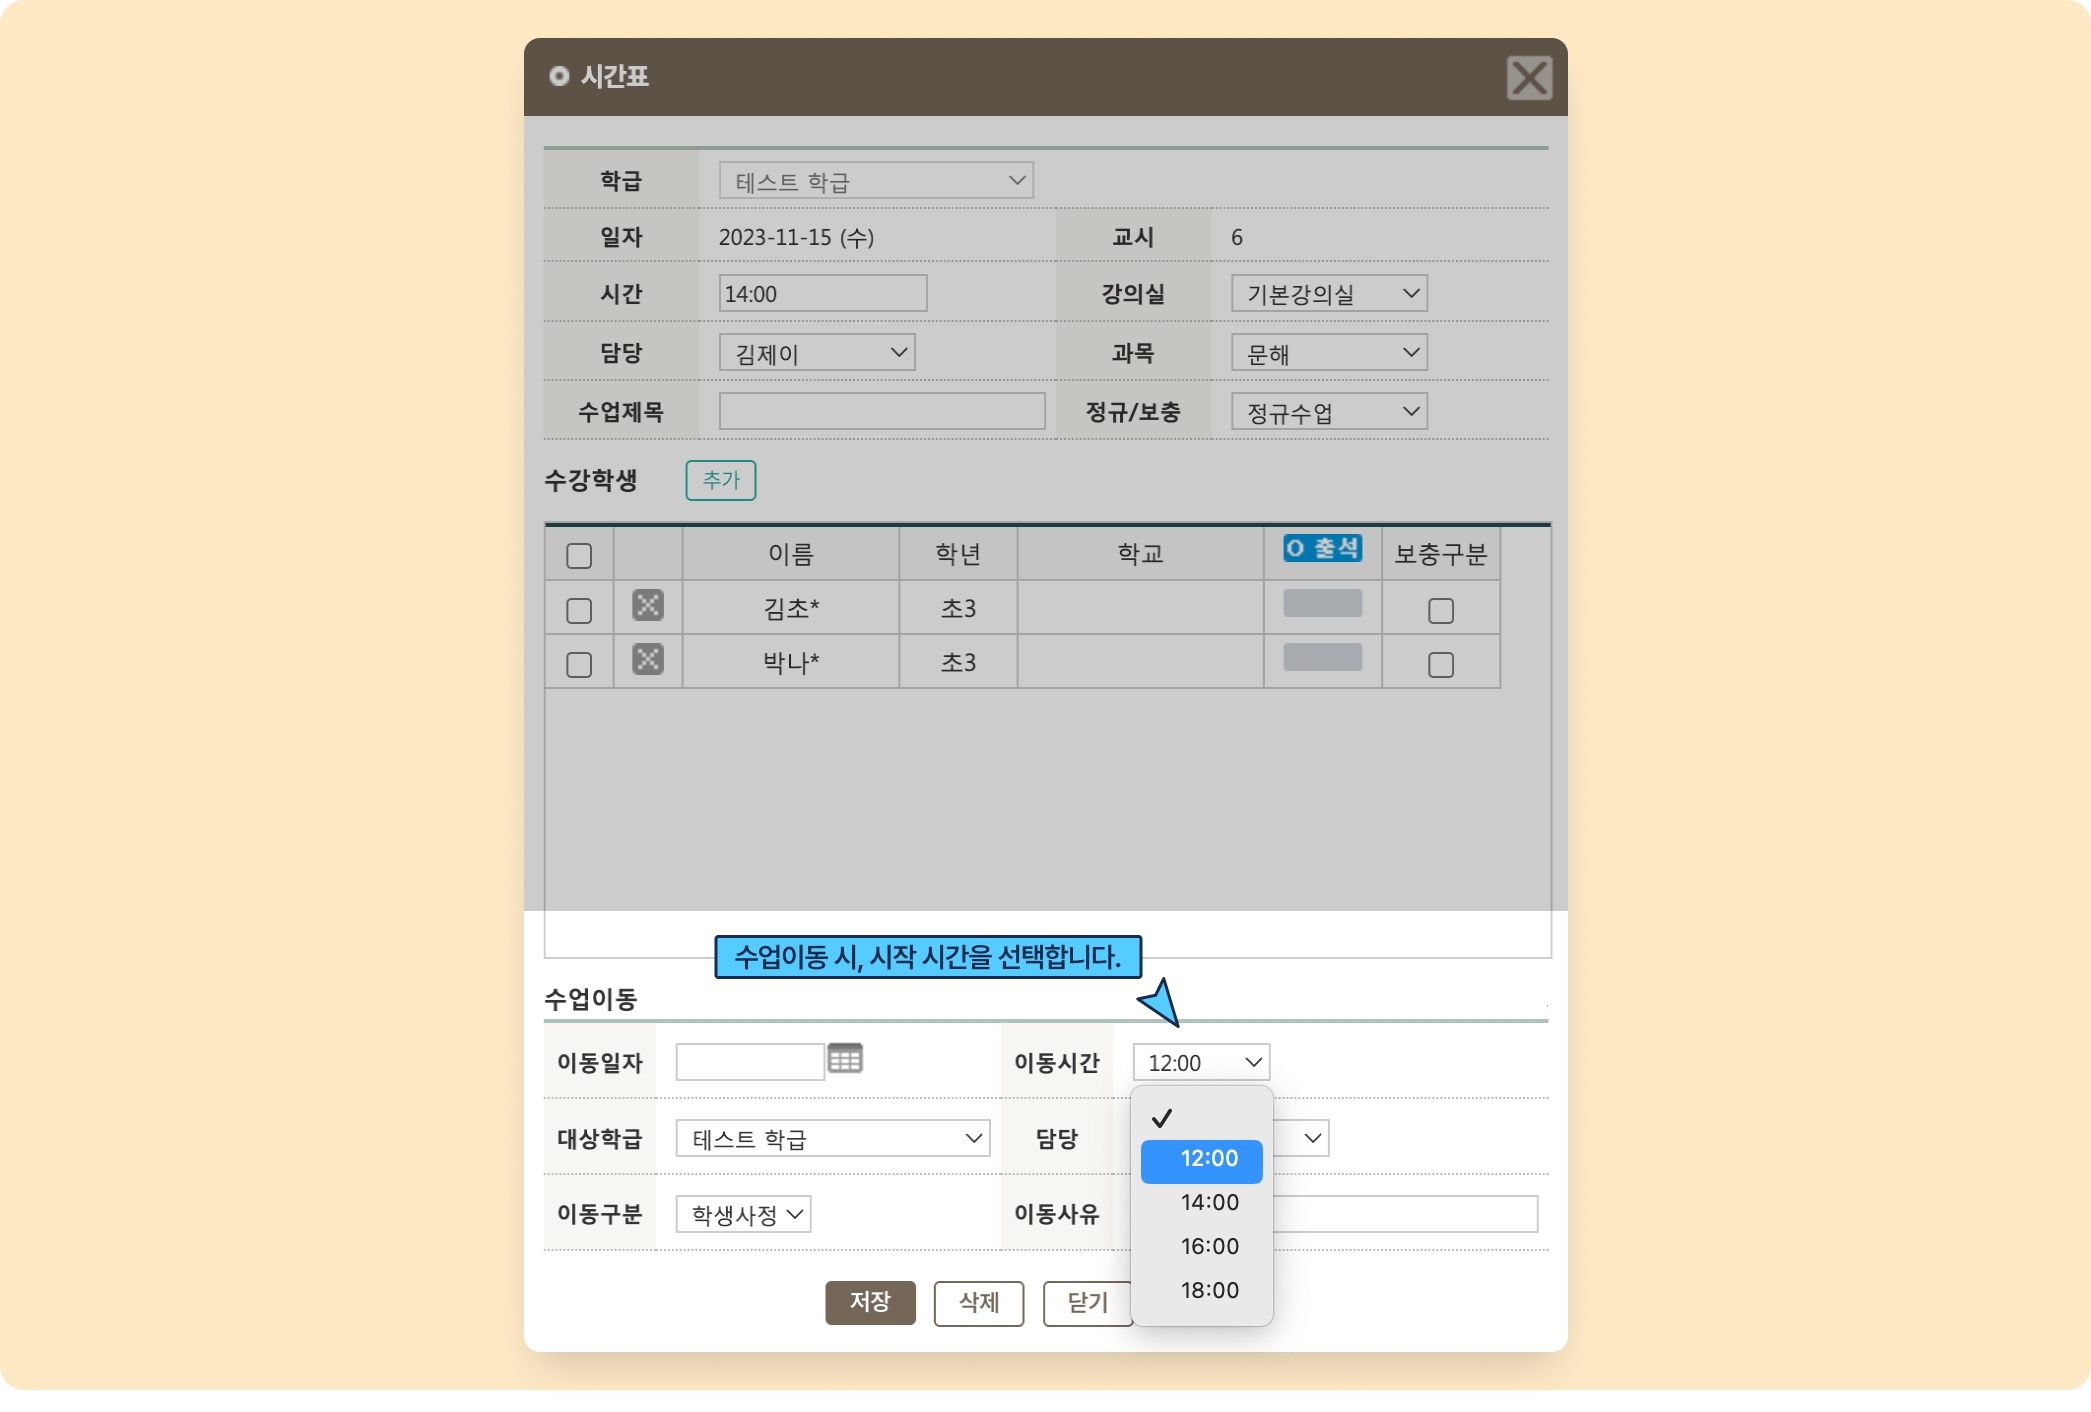 시간표
학급 테스트 학급
일자 2023-11-15 (수) 교시 6
시간 14:00 강의실 기본강의실
담당 김제이 과목 문해
수업제목 정규/보충 정규수업
수강학생 추가
이름 학년 학교 O 출석 보충구분
김초* 초3
박나* 초3
수업이동 시, 시작 시간을 선택합니다.
수업이동
이동일자 이동시간 12:00
대상학급 테스트 학급 담당
12:00
14:00
이동구분 학생사정 이동사유
16:00
18:00
저장 삭제 닫기